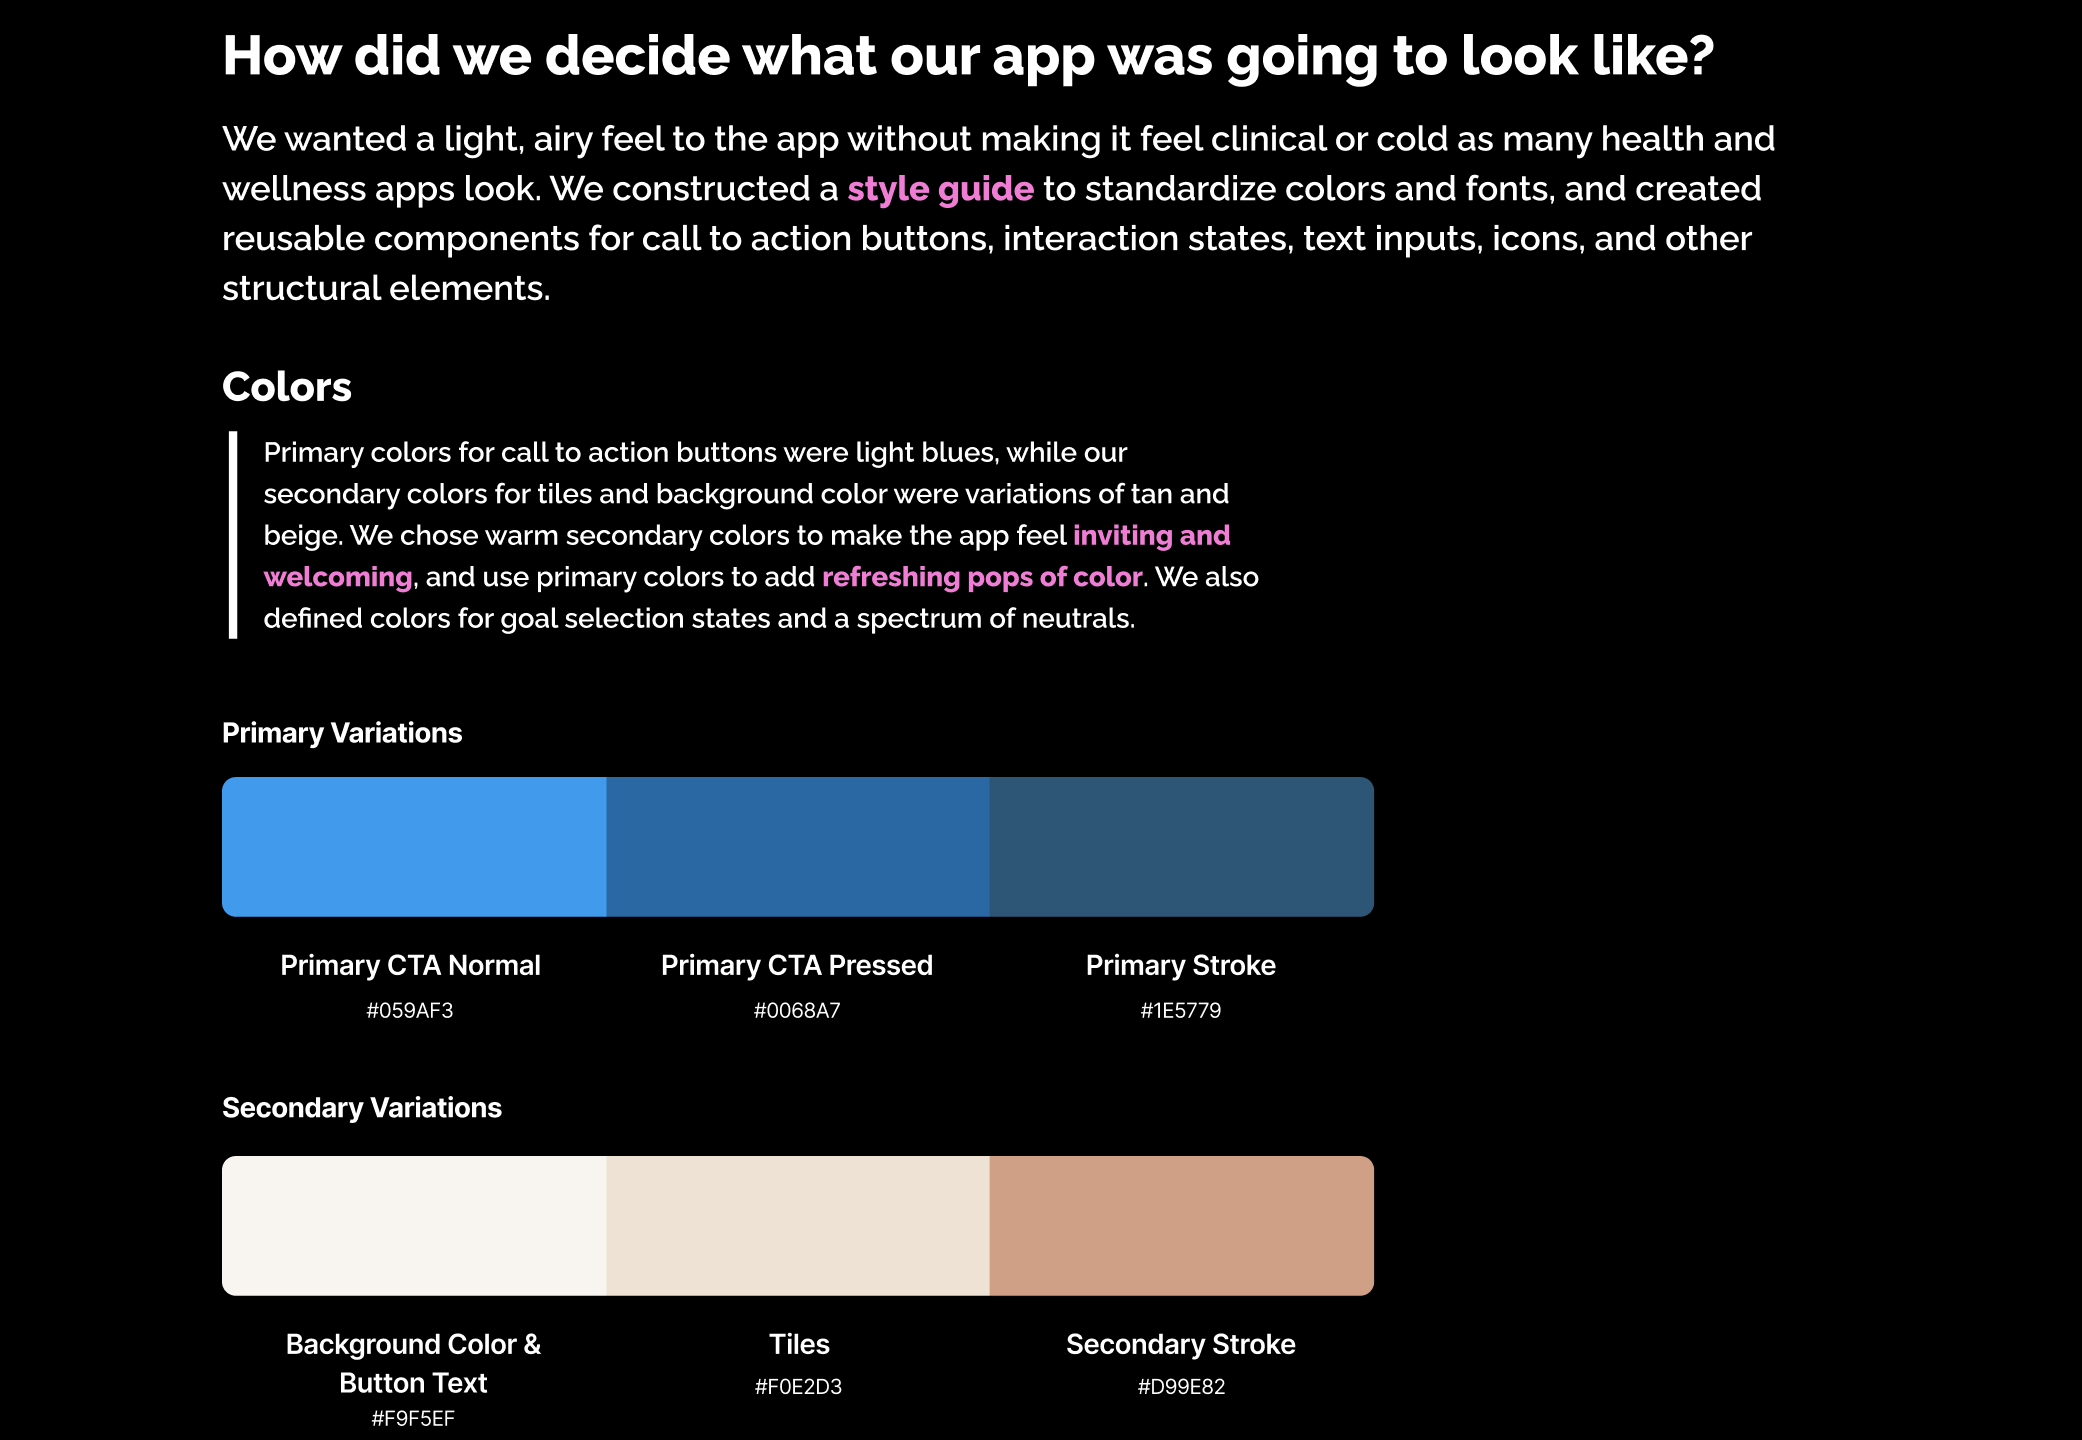 How did we decide what our app was going to look like?
We wanted a light, airy feel to the app without making it feel clinical or cold as many health and
wellness apps look. We constructed a style guide to standardize colors and fonts, and created
reusable components for call to action buttons, interaction states, text inputs, icons, and other
structural elements.
Colors
Primary colors for call to action buttons were light blues, while our
secondary colors for tiles and background color were variations of tan and
beige. We chose warm secondary colors to make the app feel inviting and
welcoming, and use primary colors to add refreshing pops of color. We also
defined colors for goal selection states and a spectrum of neutrals.
Primary Variations
Primary CTA Normal
#059AF3
Primary CTA Pressed
#0068A7
Primary Stroke
#1E5779
Secondary Variations
Background Color &
Button Text
#F9F5EF
Tiles
#F0E2D3
Secondary Stroke
#D99E82